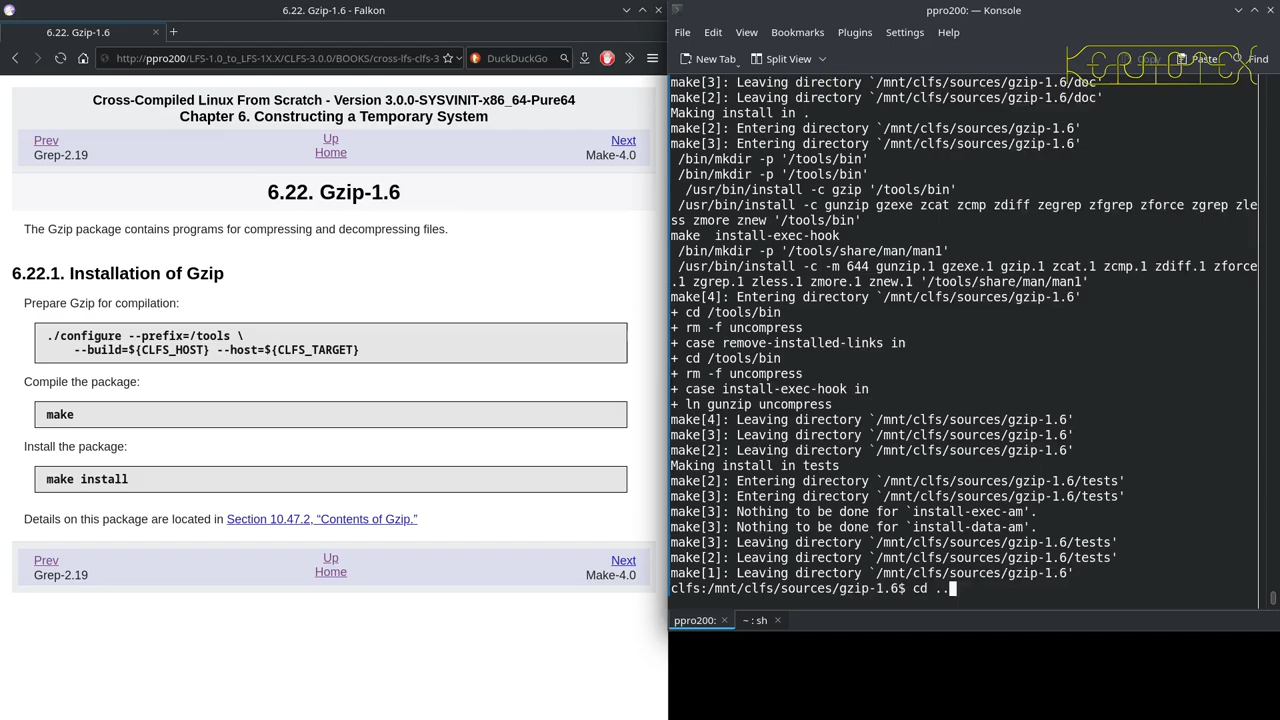 6.22. Gzip-1.6 - Falkon
6.22. Gzip-1.6
http://ppro200/LFS-1.0_to_LFS-1X.X/CLFS-3.0.0/BOOKS/cross-lfs-clfs-3
DuckDuckGo
Cross-Compiled Linux From Scratch - Version 3.0.0-SYSVINIT-x86_64-Pure64
Chapter 6. Constructing a Temporary System
Prev
Up
Next
Grep-2.19
Home
Make-4.0
6.22. Gzip-1.6
The Gzip package contains programs for compressing and decompressing files.
6.22.1. Installation of Gzip
Prepare Gzip for compilation:
./configure --prefix=/tools \
--build=${CLFS_HOST} --host=${CLFS_TARGET}
Compile the package:
make
Install the package:
make install
Details on this package are located in Section 10.47.2, “Contents of Gzip.”
Prev
Up
Next
Grep-2.19
Home
Make-4.0
ppro200: — Konsole
File Edit View Bookmarks Plugins Settings Help
New Tab Split View Copy Paste Find
make[3]: Leaving directory `/mnt/clfs/sources/gzip-1.6/doc'
make[2]: Leaving directory `/mnt/clfs/sources/gzip-1.6/doc'
Making install in .
make[2]: Entering directory `/mnt/clfs/sources/gzip-1.6'
make[3]: Entering directory `/mnt/clfs/sources/gzip-1.6'
/bin/mkdir -p '/tools/bin'
/bin/mkdir -p '/tools/bin'
/usr/bin/install -c gzip '/tools/bin'
/usr/bin/install -c gunzip gzexe zcat zcmp zdiff zegrep zfgrep zforce zgrep zle
ss zmore znew '/tools/bin'
make  install-exec-hook
/bin/mkdir -p '/tools/share/man/man1'
/usr/bin/install -c -m 644 gunzip.1 gzexe.1 gzip.1 zcat.1 zcmp.1 zdiff.1 zforce
.1 zgrep.1 zless.1 zmore.1 znew.1 '/tools/share/man/man1'
make[4]: Entering directory `/mnt/clfs/sources/gzip-1.6'
+ cd /tools/bin
+ rm -f uncompress
+ case remove-installed-links in
+ cd /tools/bin
+ rm -f uncompress
+ case install-exec-hook in
+ ln gunzip uncompress
make[4]: Leaving directory `/mnt/clfs/sources/gzip-1.6'
make[3]: Leaving directory `/mnt/clfs/sources/gzip-1.6'
make[2]: Leaving directory `/mnt/clfs/sources/gzip-1.6'
Making install in tests
make[2]: Entering directory `/mnt/clfs/sources/gzip-1.6/tests'
make[3]: Entering directory `/mnt/clfs/sources/gzip-1.6/tests'
make[3]: Nothing to be done for `install-exec-am'.
make[3]: Nothing to be done for `install-data-am'.
make[3]: Leaving directory `/mnt/clfs/sources/gzip-1.6/tests'
make[2]: Leaving directory `/mnt/clfs/sources/gzip-1.6/tests'
make[1]: Leaving directory `/mnt/clfs/sources/gzip-1.6'
clfs:/mnt/clfs/sources/gzip-1.6$ cd ..
ppro200: ~ : sh